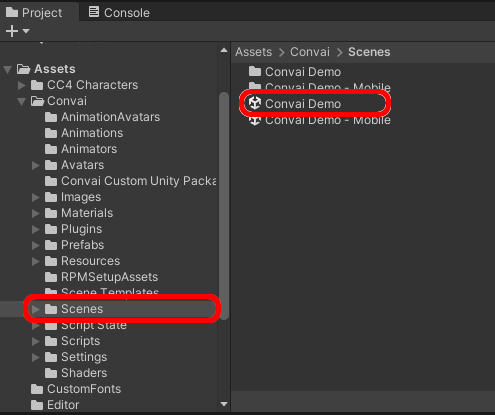 Project
Console
Assets
CC4 Characters
Convai
AnimationAvatars
Animations
Animators
Avatars
Convai Custom Unity Packa
Images
Materials
Plugins
Prefabs
Resources
RPMSetupAssets
Scene Templates
Scenes
Script State
Scripts
Settings
Shaders
CustomFonts
Editor
Assets > Convai > Scenes
Convai Demo
Convai Demo - Mobile
Convai Demo
Convai Demo - Mobile